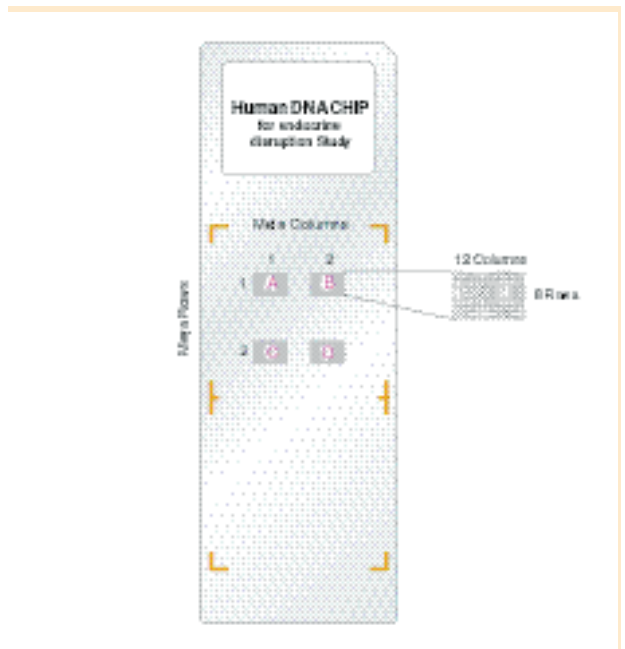 Human DNA CHIP
for endocrine
disruption Study
Meta Columns
1 2
1 A B
12 Columns
8 Rows
Meta Rows
2 C D